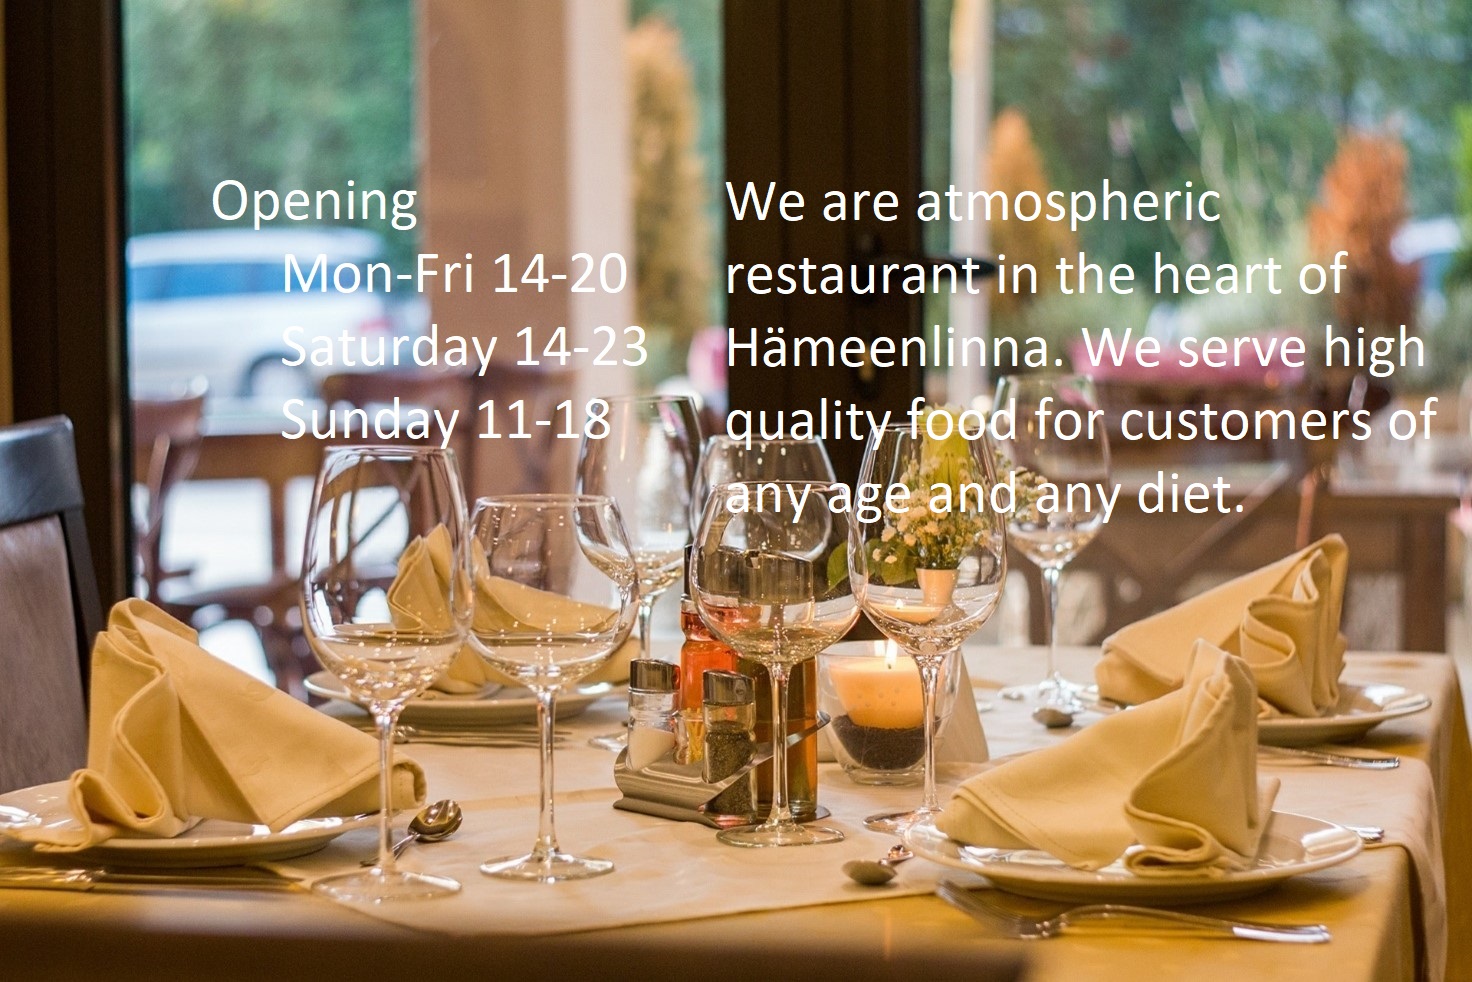 Opening
Mon-Fri 14-20
Saturday 14-23
Sunday 11-18
We are atmospheric
restaurant in the heart of
Hämeenlinna. We serve high
quality food for customers of
any age and any diet.